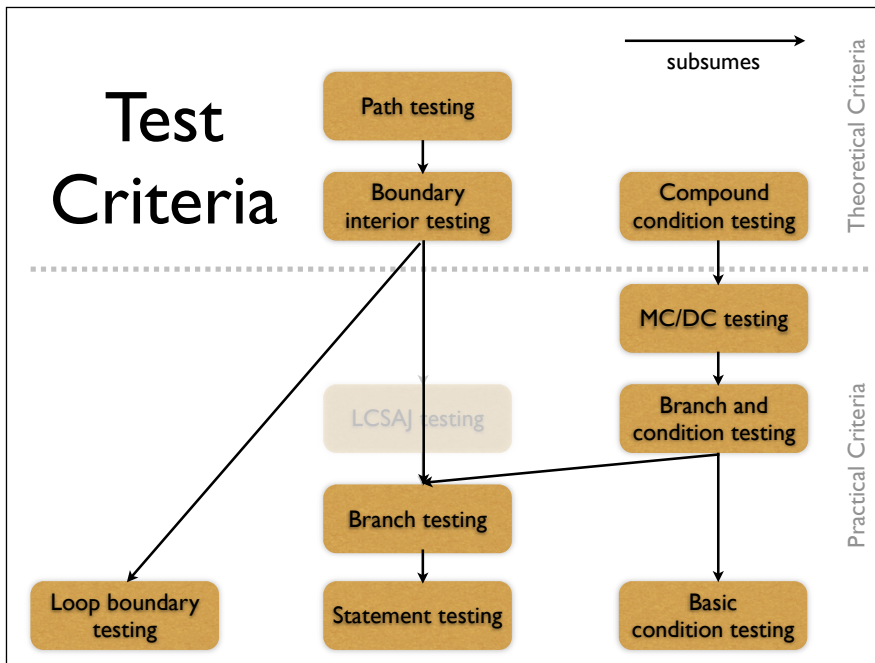 Test
Criteria
subsumes
Path testing
Theoretical Criteria
Boundary
interior testing
Compound
condition testing
MC/DC testing
LCSAJ testing
Branch and
condition testing
Practical Criteria
Branch testing
Loop boundary
testing
Statement testing
Basic
condition testing